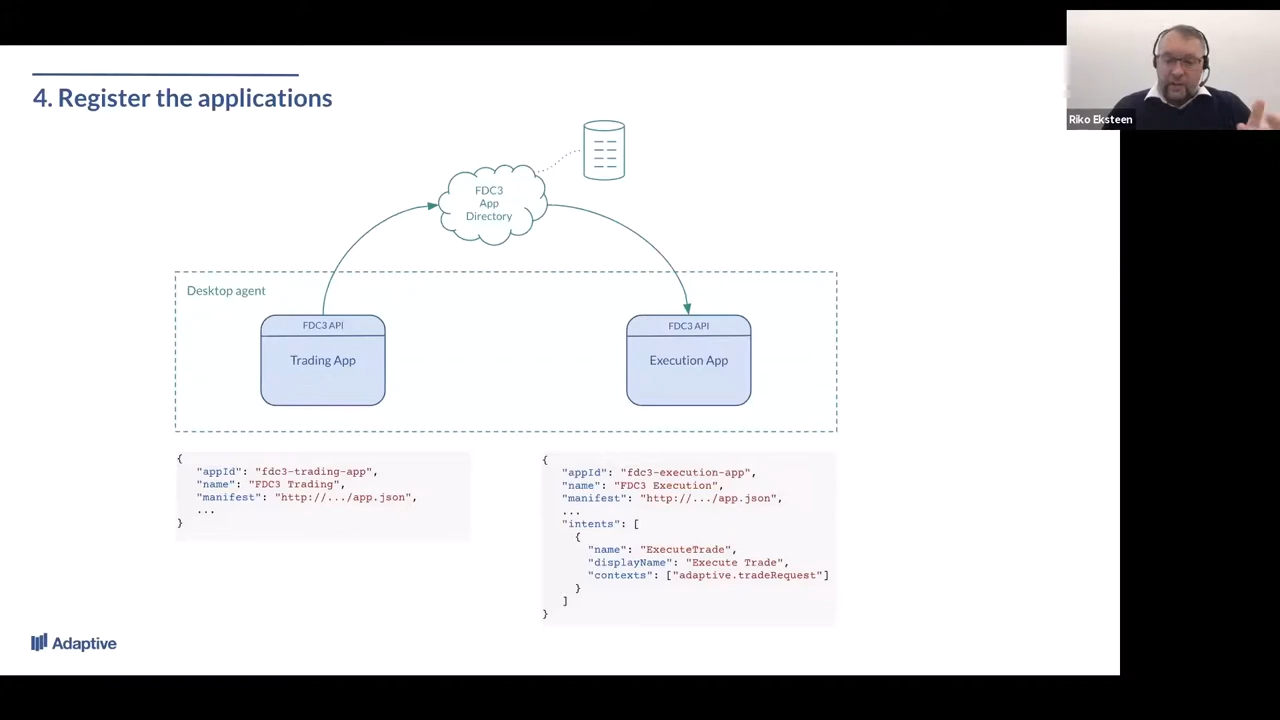 4. Register the applications
Riko Eksteen
FDC3
App
Directory
Desktop agent
FDC3 API
Trading App
FDC3 API
Execution App
{
"appId": "fdc3-trading-app",
"name": "FDC3 Trading",
"manifest": "http://.../app.json",
...
}
{
"appId": "fdc3-execution-app",
"name": "FDC3 Execution",
"manifest": "http://.../app.json",
...
"intents": [
{
"name": "ExecuteTrade",
"displayName": "Execute Trade",
"contexts": ["adaptive.tradeRequest"]
}
]
}
Adaptive